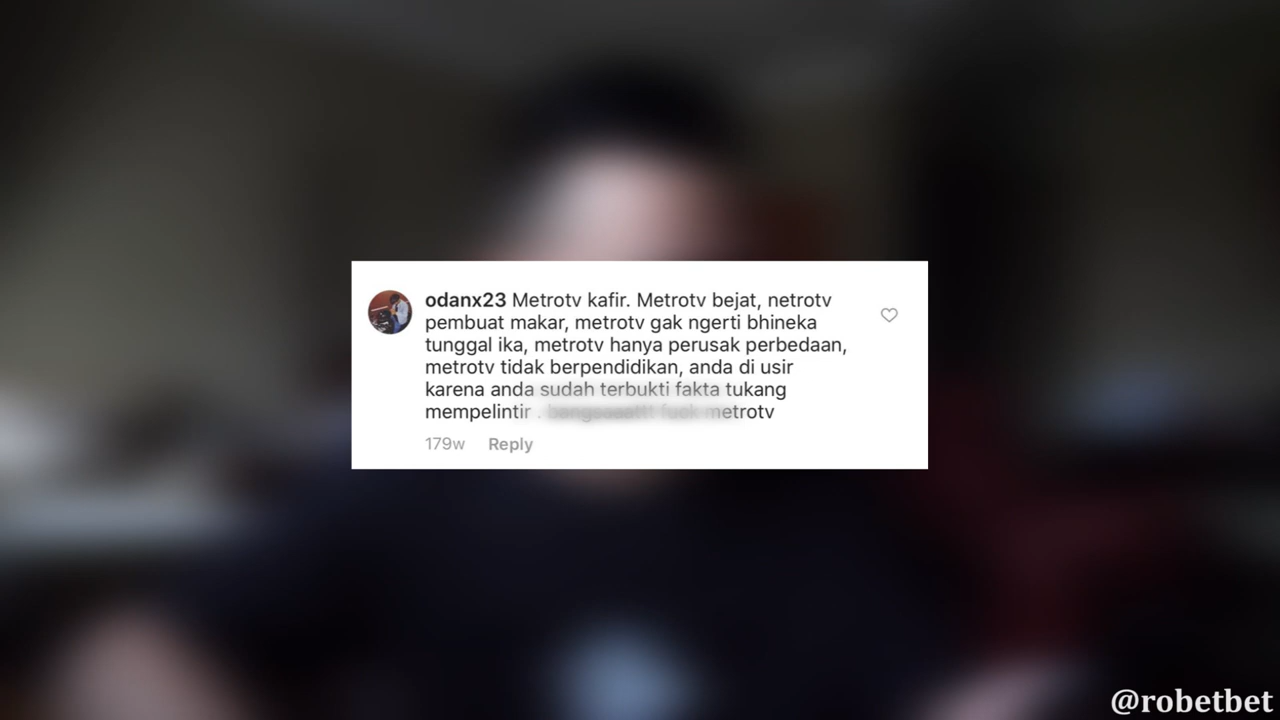 odanx23 Metrotv kafir. Metrotv bejat, netrotv
pembuat makar, metrotv gak ngerti bhineka
tunggal ika, metrotv hanya perusak perbedaan,
metrotv tidak berpendidikan, anda di usir
karena anda sudah terbukti fakta tukang
mempelintir . metrotv
179w Reply
@robetbet